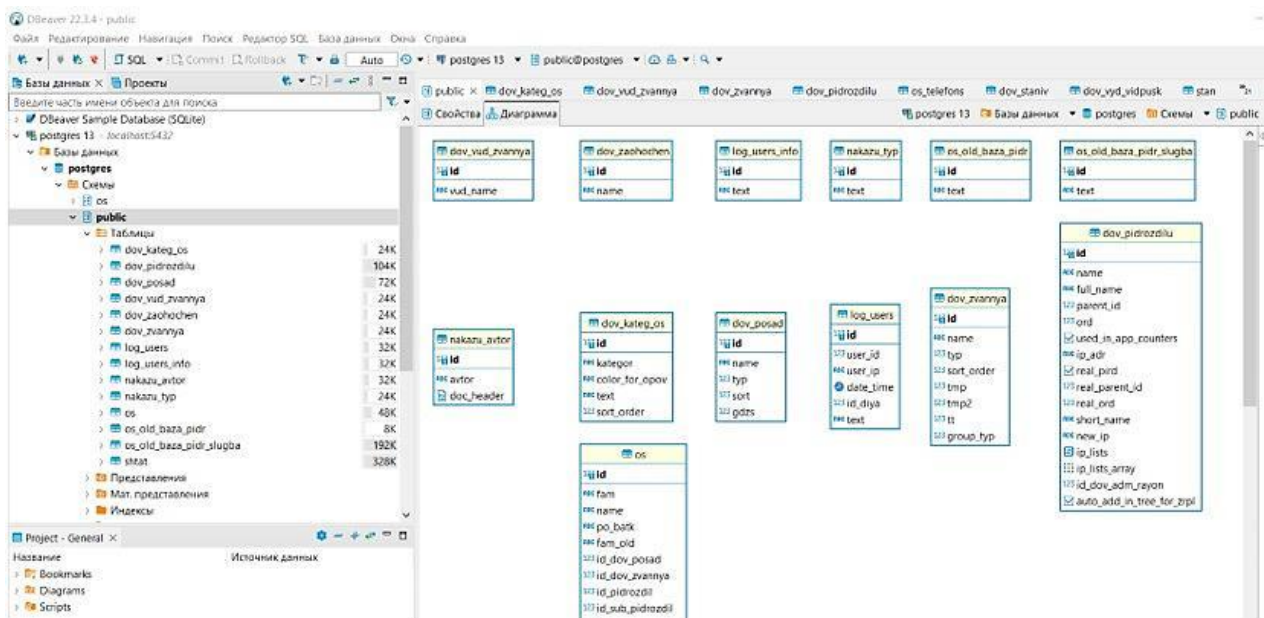 DBeaver 22.3.4 - public
Файл Редактирование Навигация Поиск Редактор SQL База данных Окна Справка
SQL Commit Rollback Auto postgres 13 public@postgres
Базы данных Проекты
Введите часть имени объекта для поиска
DBeaver Sample Database (SQLite)
postgres 13 - localhost:5432
Базы данных
postgres
Схемы
os
public
Таблицы
dov_kateg_os 24K
dov_pidrozdilu 104K
dov_posad 72K
dov_vud_zvannya 24K
dov_zaohochen 24K
dov_zvannya 24K
log_users 32K
log_users_info 32K
nakazu_avtor 32K
nakazu_typ 24K
os 48K
os_old_baza_pidr 8K
os_old_baza_pidr_slugba 192K
shtat 328K
Представления
Мат. представления
Индексы
Project - General
Название Источник данных
Bookmarks
Diagrams
Scripts
public dov_kateg_os dov_vud_zvannya dov_zvannya dov_pidrozdilu os_telefons dov_staniv dov_vyd_vidpusk stan
Свойства Диаграмма postgres 13 Базы данных postgres Схемы public
dov_vud_zvannya
id
vud_name
dov_zaohochen
id
name
log_users_info
id
text
nakazu_typ
id
text
os_old_baza_pidr
id
text
os_old_baza_pidr_slugba
id
text
nakazu_avtor
id
avtor
doc_header
dov_kateg_os
id
kategor
color_for_opov
text
sort_order
dov_posad
id
name
typ
sort
gdzs
log_users
id
user_id
user_ip
date_time
id_diya
text
dov_zvannya
id
name
typ
sort_order
tmp
tmp2
tt
group_typ
dov_pidrozdilu
id
name
full_name
parent_id
ord
used_in_app_counters
ip_adr
real_pird
real_parent_id
real_ord
short_name
new_ip
ip_lists
ip_lists_array
id_dov_adm_rayon
auto_add_in_tree_for_zrpl
os
id
fam
name
po_batk
fam_old
id_dov_posad
id_dov_zvannya
id_pidrozdil
id_sub_pidrozdil